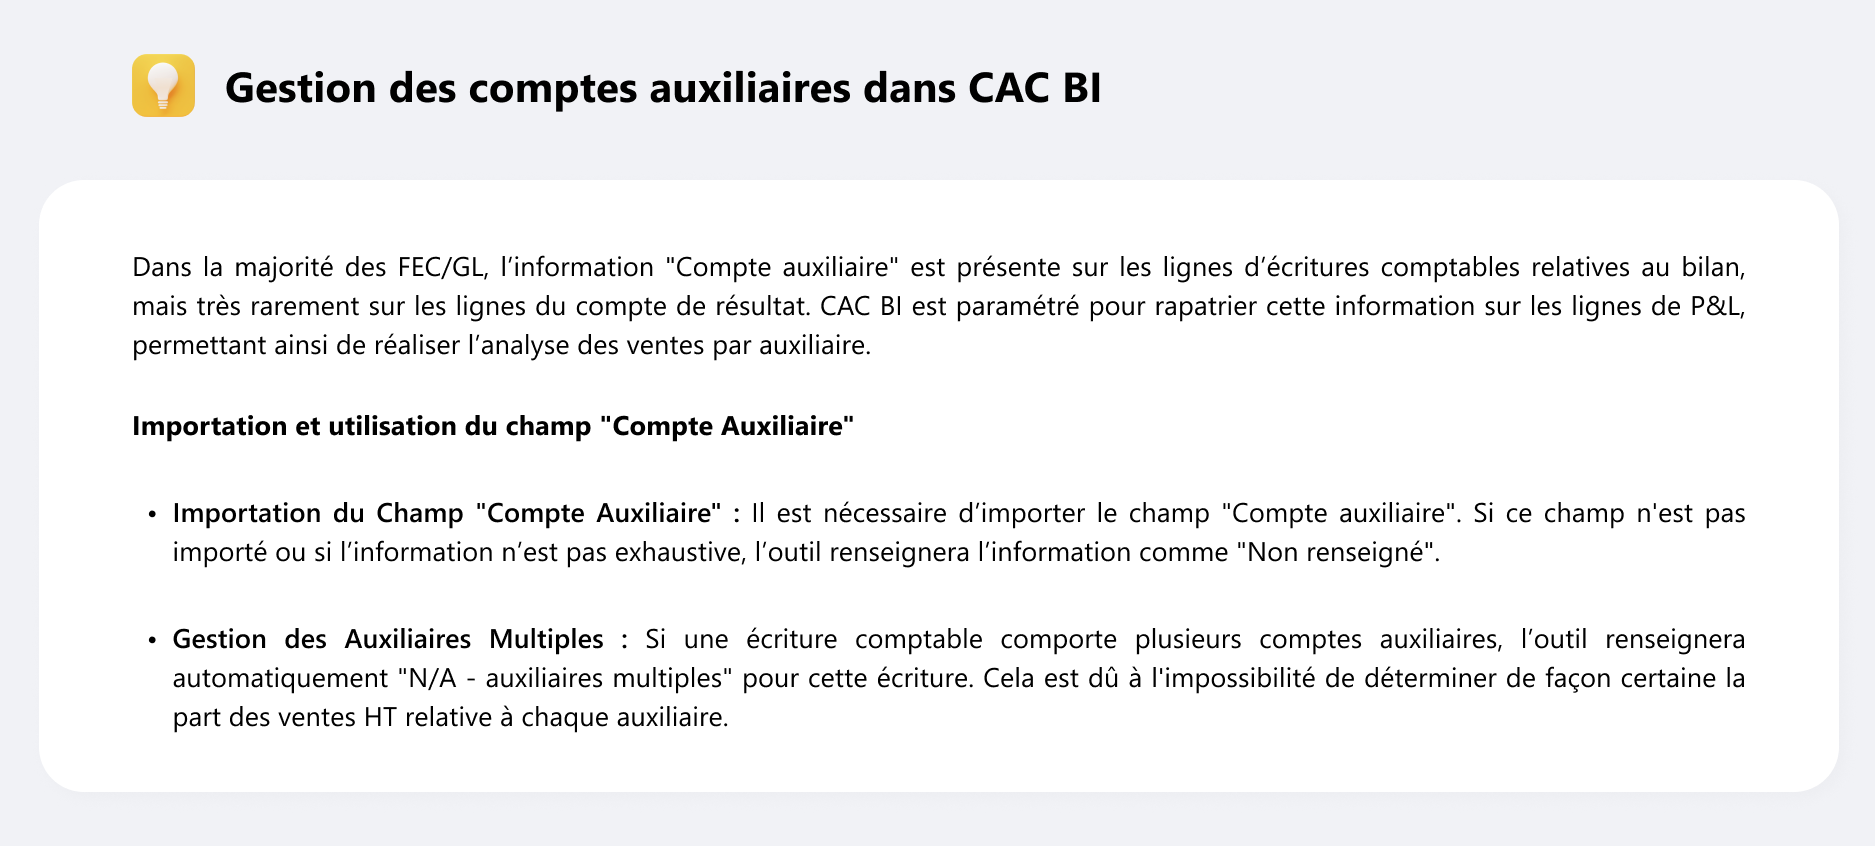 Gestion des comptes auxiliaires dans CAC BI
Dans la majorité des FEC/GL, l’information "Compte auxiliaire" est présente sur les lignes d’écritures comptables relatives au bilan,
mais très rarement sur les lignes du compte de résultat. CAC BI est paramétré pour rapatrier cette information sur les lignes de P&L,
permettant ainsi de réaliser l’analyse des ventes par auxiliaire.
Importation et utilisation du champ "Compte Auxiliaire"
• Importation du Champ "Compte Auxiliaire" : Il est nécessaire d’importer le champ "Compte auxiliaire". Si ce champ n'est pas
importé ou si l’information n’est pas exhaustive, l’outil renseignera l’information comme "Non renseigné".
• Gestion des Auxiliaires Multiples : Si une écriture comptable comporte plusieurs comptes auxiliaires, l’outil renseignera
automatiquement "N/A - auxiliaires multiples" pour cette écriture. Cela est dû à l'impossibilité de déterminer de façon certaine la
part des ventes HT relative à chaque auxiliaire.